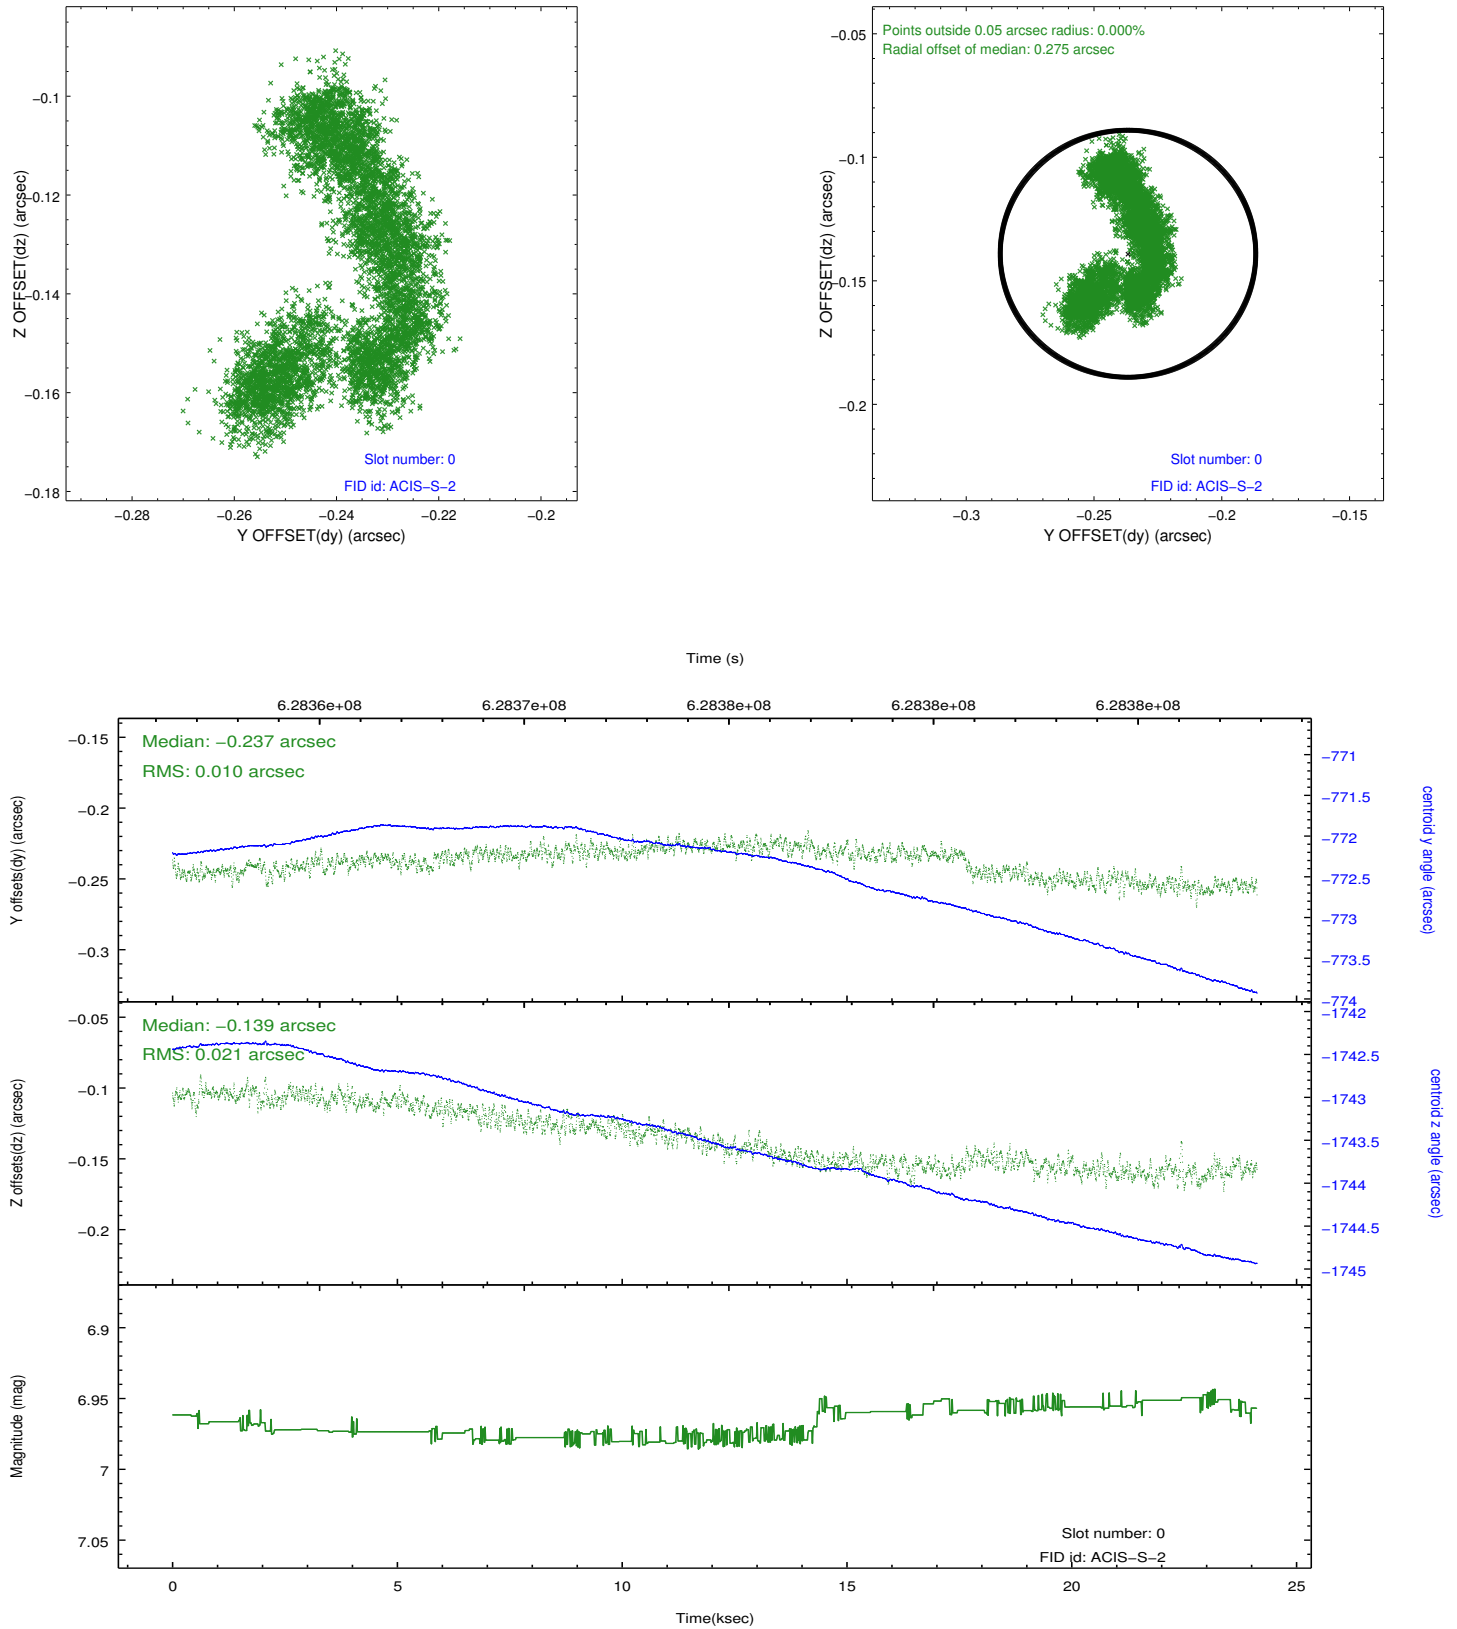 −0.1
−0.12
−0.14
−0.16
−0.18
Z OFFSET(dz) (arcsec)
Slot number: 0
FID id: ACIS−S−2
−0.28
−0.26
−0.24
−0.22
−0.2
Y OFFSET(dy) (arcsec)
Points outside 0.05 arcsec radius: 0.000%
Radial offset of median: 0.275 arcsec
−0.05
−0.1
−0.15
−0.2
Z OFFSET(dz) (arcsec)
Slot number: 0
FID id: ACIS−S−2
−0.3
−0.25
−0.2
−0.15
Y OFFSET(dy) (arcsec)
Time (s)
6.2836e+08
6.2837e+08
6.2838e+08
6.2838e+08
6.2838e+08
Median: −0.237 arcsec
RMS: 0.010 arcsec
−0.15
−0.2
−0.25
−0.3
Y offsets(dy) (arcsec)
−771
−771.5
−772
−772.5
−773
−773.5
−774
centroid y angle (arcsec)
Median: −0.139 arcsec
RMS: 0.021 arcsec
−0.05
−0.1
−0.15
−0.2
Z offsets(dz) (arcsec)
−1742
−1742.5
−1743
−1743.5
−1744
−1744.5
−1745
centroid z angle (arcsec)
6.9
6.95
7
7.05
Magnitude (mag)
Slot number: 0
FID id: ACIS−S−2
0
5
10
15
20
25
Time(ksec)